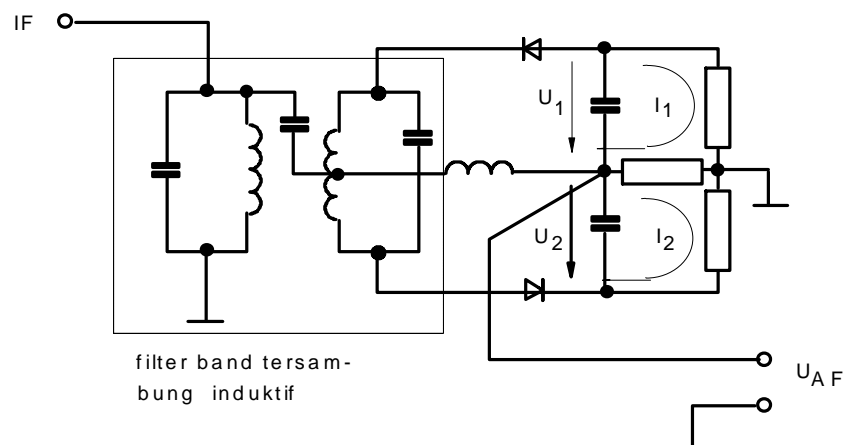 IF
U1
I1
U2
I2
filter band tersam-
bung induktif
UAF